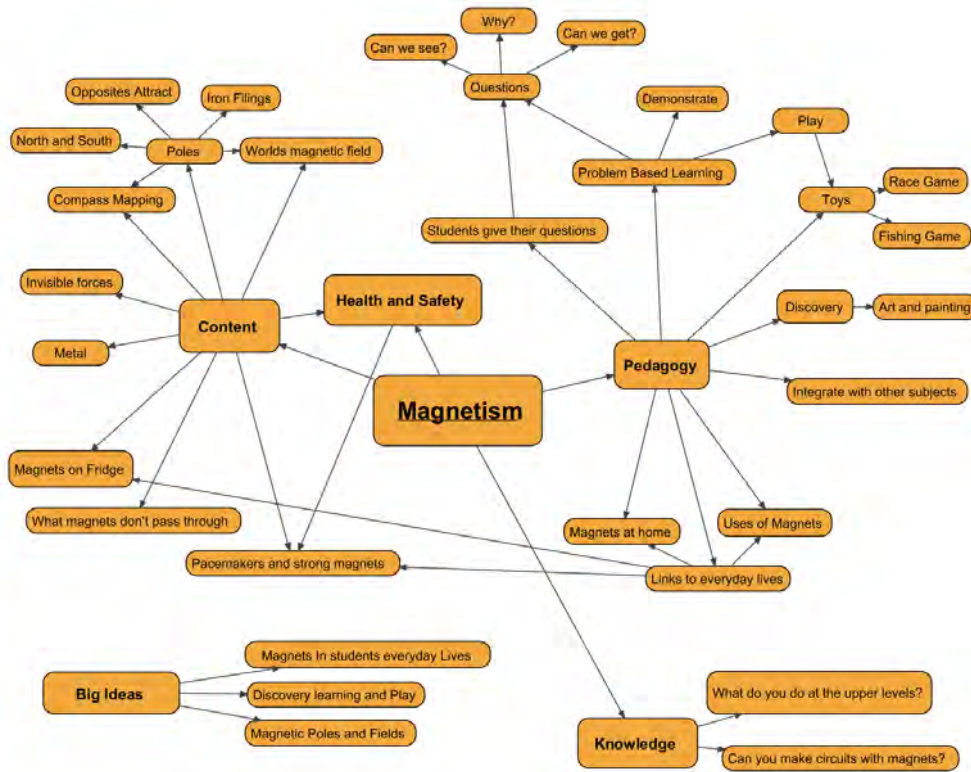 Why?
Can we see?
Can we get?
Questions
Opposites Attract
Iron Filings
Demonstrate
North and South
Poles
Worlds magnetic field
Play
Problem Based Learning
Race Game
Compass Mapping
Toys
Students give their questions
Fishing Game
Invisible forces
Health and Safety
Content
Discovery
Art and painting
Metal
Pedagogy
Integrate with other subjects
Magnetism
Magnets on Fridge
What magnets don't pass through
Magnets at home
Uses of Magnets
Pacemakers and strong magnets
Links to everyday lives
Magnets In students everyday Lives
Big Ideas
Discovery learning and Play
Magnetic Poles and Fields
What do you do at the upper levels?
Knowledge
Can you make circuits with magnets?